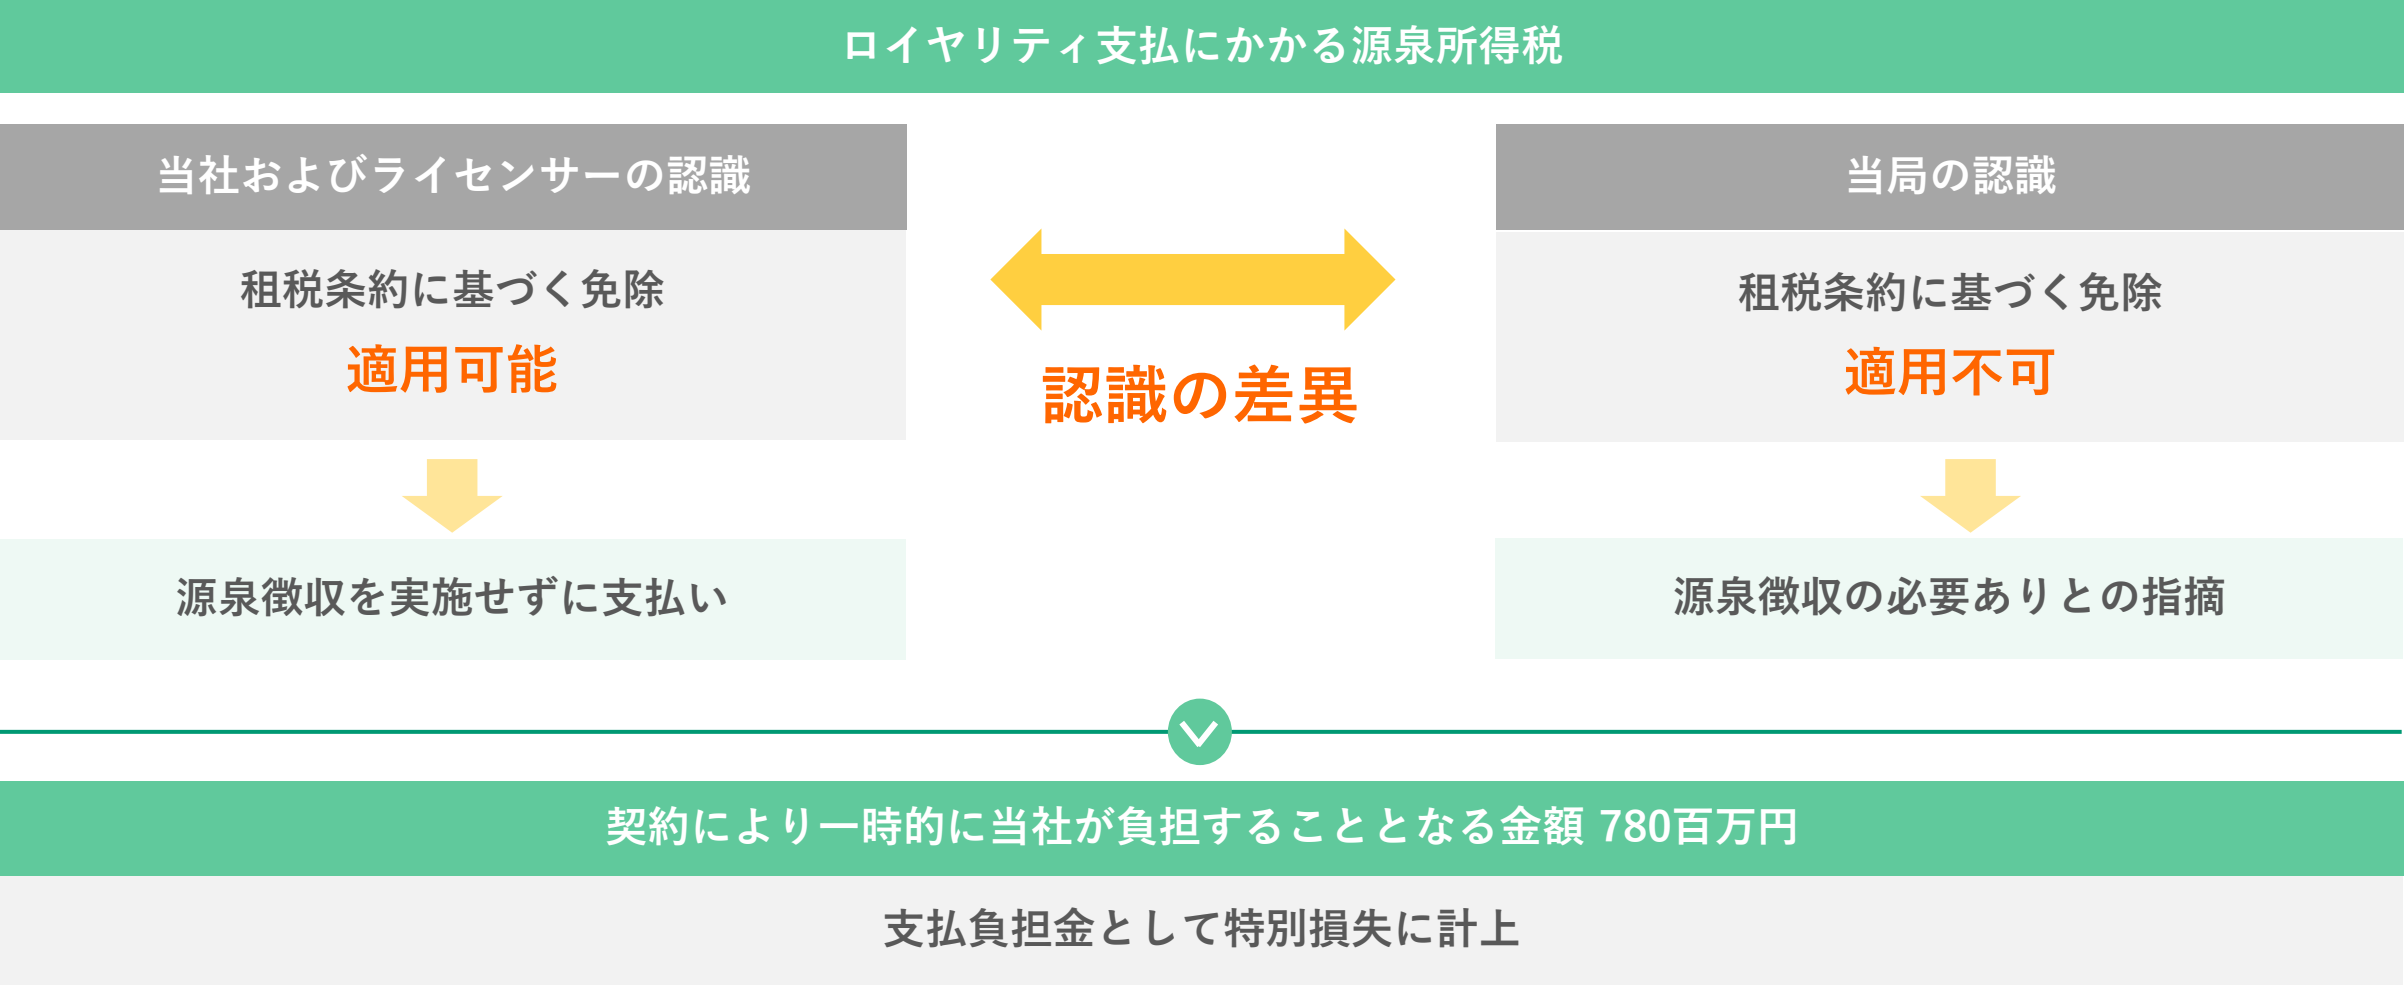 ロイヤリティ支払にかかる源泉所得税
当社およびライセンサーの認識
租税条約に基づく免除
適用可能
源泉徴収を実施せずに支払い
認識の差異
当局の認識
租税条約に基づく免除
適用不可
源泉徴収の必要ありとの指摘
契約により一時的に当社が負担することとなる金額 780百万円
支払負担金として特別損失に計上